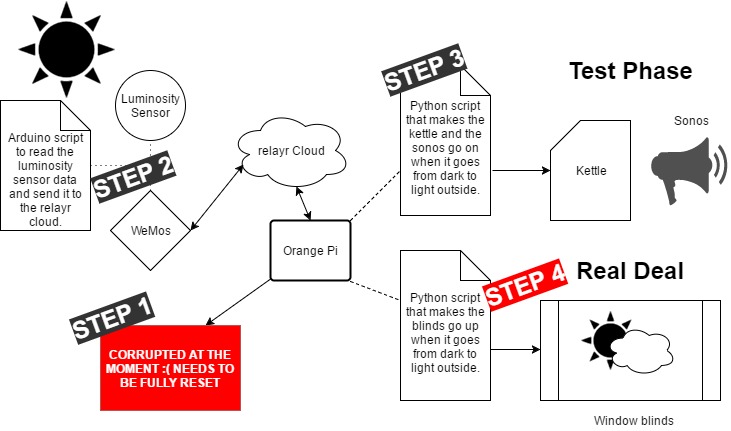 STEP 3
Test Phase
Luminosity
Sensor
Sonos
Python script
that makes the
kettle and the
sonos go on
when it goes
from dark to
light outside.
Arduino script
to read the
luminosity
sensor data
and send it to
the relayr
cloud.
relayr Cloud
Kettle
STEP 2
WeMos
Orange Pi
STEP 4
Real Deal
Python script
that makes the
blinds go up
when it goes
from dark to
light outside.
STEP 1
CORRUPTED AT THE
MOMENT :( NEEDS TO
BE FULLY RESET
Window blinds